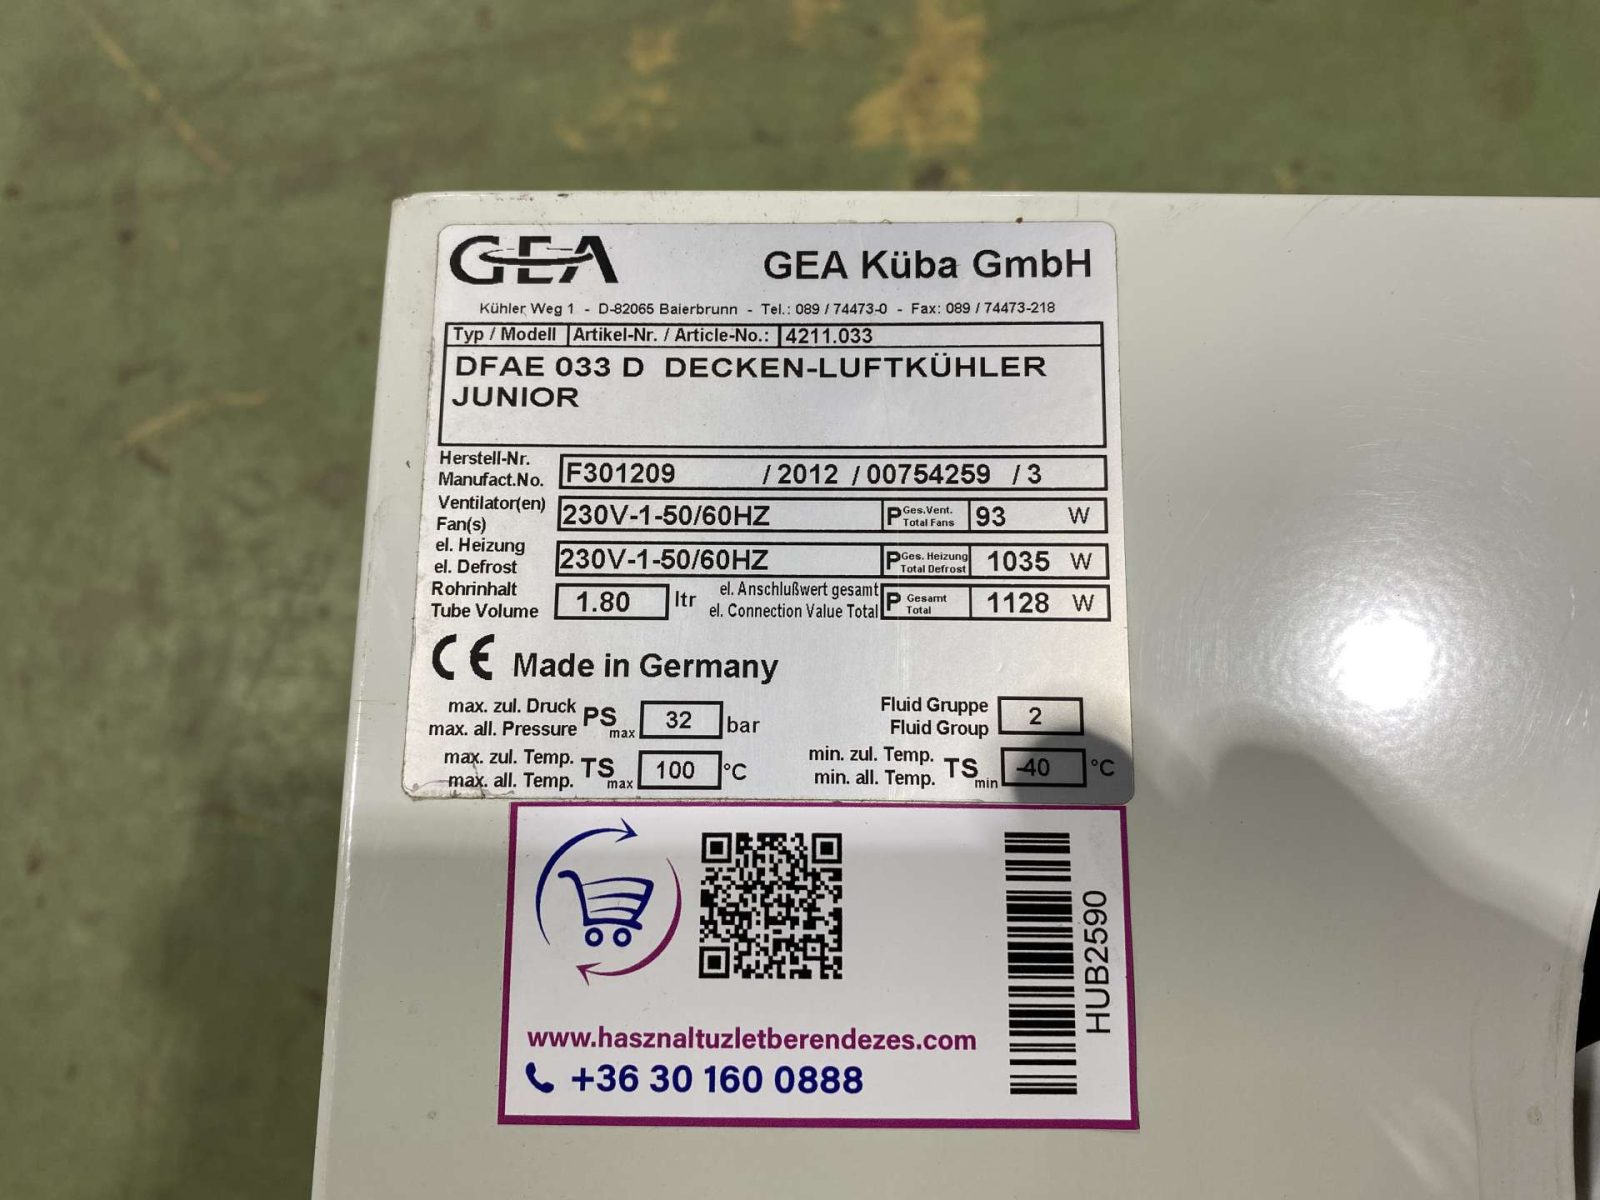 GEA GEA Küba GmbH
Kühler Weg 1 - D-82065 Baierbrunn - Tel.: 089 / 74473-0 - Fax: 089 / 74473-218
Typ / Modell Artikel-Nr. / Article-No.: 4211.033
DFAE 033 D DECKEN-LUFTKÜHLER
JUNIOR
Herstell-Nr.
Manufact.No. F301209 / 2012 / 00754259 / 3
Ventilator(en)
Fan(s) 230V-1-50/60HZ P Ges.Vent. Total Fans 93 W
el. Heizung
el. Defrost 230V-1-50/60HZ P Ges. Heizung Total Defrost 1035 W
Rohrinhalt
Tube Volume 1.80 ltr el. Anschlußwert gesamt
el. Connection Value Total P Gesamt Total 1128 W
CE Made in Germany
max. zul. Druck
max. all. Pressure PS max 32 bar
Fluid Gruppe
Fluid Group 2
max. zul. Temp.
max. all. Temp. TS max 100 °C
min. zul. Temp.
min. all. Temp. TS min -40 °C
HUB2590
www.hasznaltuzletberendezes.com
+36 30 160 0888